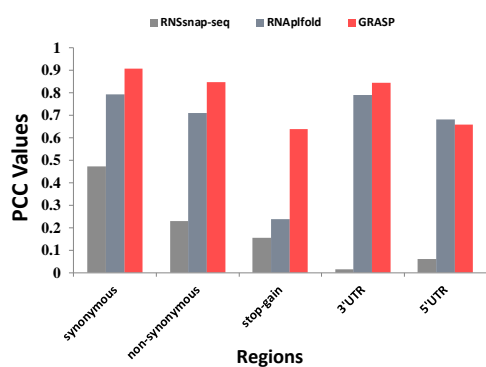 RNSsnap-seq RNAplfold GRASP
1
0.9
0.8
0.7
0.6
0.5
0.4
0.3
0.2
0.1
0
PCC Values
synonymous non-synonymous stop-gain 3'UTR 5'UTR
Regions